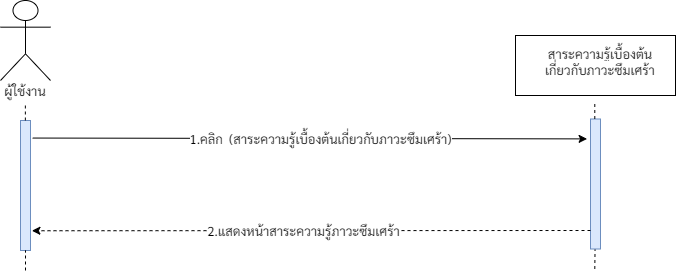 สาระความรู้เบื้องต้น
เกี่ยวกับภาวะซึมเศร้า
ผู้ใช้งาน
1.คลิก (สาระความรู้เบื้องต้นเกี่ยวกับภาวะซึมเศร้า)
2.แสดงหน้าสาระความรู้ภาวะซึมเศร้า